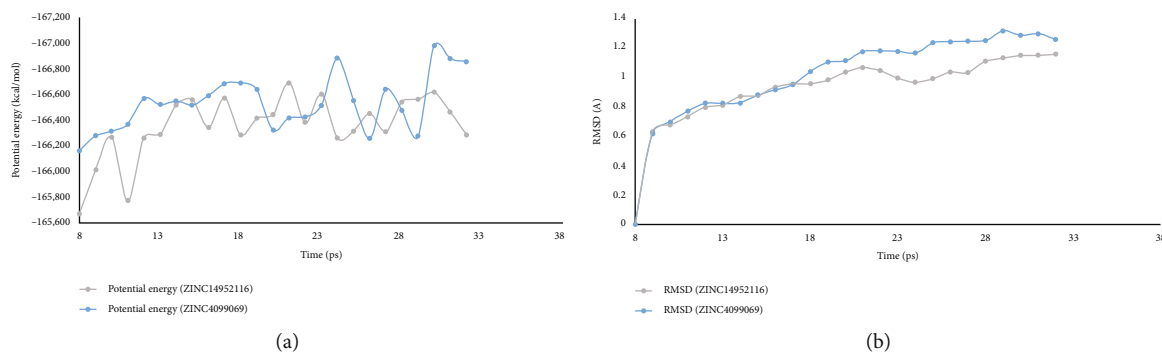 −167,200
−167,000
−166,800
−166,600
−166,400
−166,200
−166,000
−165,800
−165,600
Potential energy (kcal/mol)
8 13 18 23 28 33 38
Time (ps)
Potential energy (ZINC14952116)
Potential energy (ZINC4099069)
(a)
1.4
1.2
1
0.8
0.6
0.4
0.2
0
RMSD (A)
8 13 18 23 28 33 38
Time (ps)
RMSD (ZINC14952116)
RMSD (ZINC4099069)
(b)